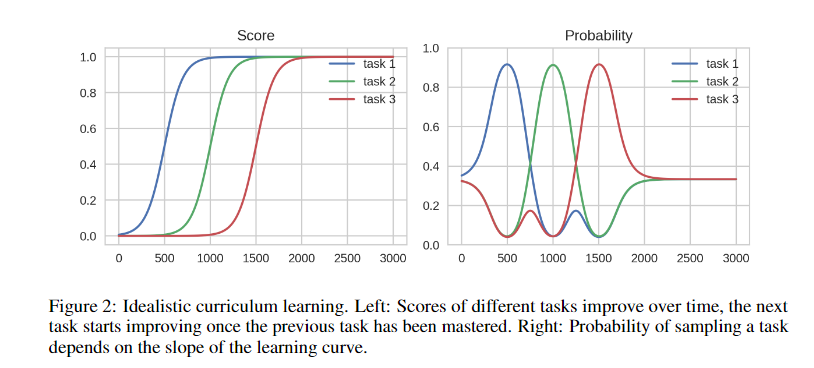 Score
1.0
0.8
0.6
0.4
0.2
0.0
0 500 1000 1500 2000 2500 3000
task 1
task 2
task 3
Probability
1.0
0.8
0.6
0.4
0.2
0.0
0 500 1000 1500 2000 2500 3000
task 1
task 2
task 3
Figure 2: Idealistic curriculum learning. Left: Scores of different tasks improve over time, the next
task starts improving once the previous task has been mastered. Right: Probability of sampling a task
depends on the slope of the learning curve.